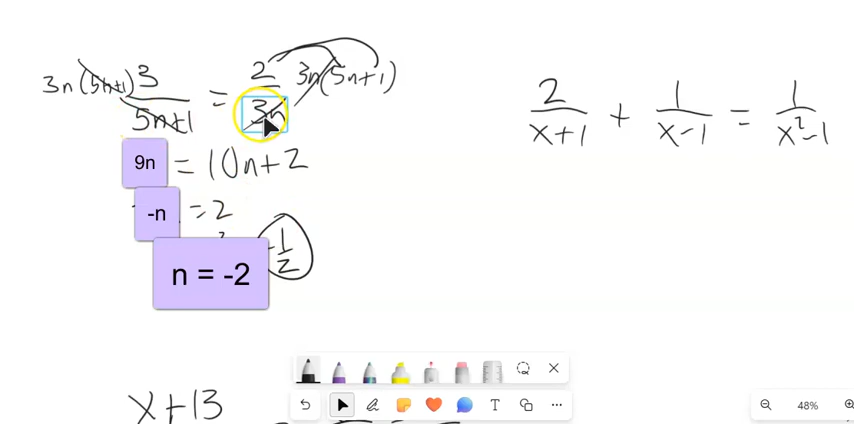 3n(5n+1) 3/(5n+1) = 2/3n 3n(5n+1)
9n = 10n+2
-n = 2
n = -2 -1/2
2/(x+1) + 1/(x-1) = 1/(x²-1)
x+13
T
48%